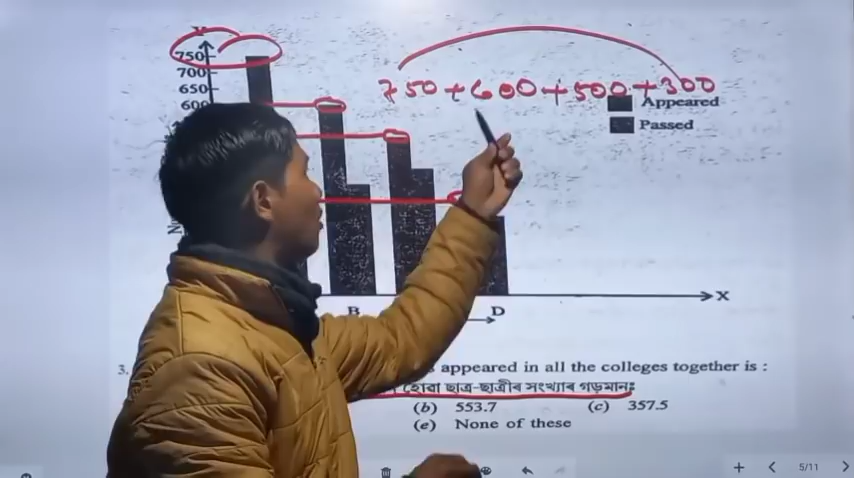 Y
750
700
650
600
750+600+500+300
Appeared
Passed
N
X
B
D
3.
appeared in all the colleges together is :
হোৱা ছাত্ৰ-ছাত্ৰীৰ সংখ্যাৰ গড়মানঃ
(b) 553.7 (c) 357.5
(e) None of these
5/11